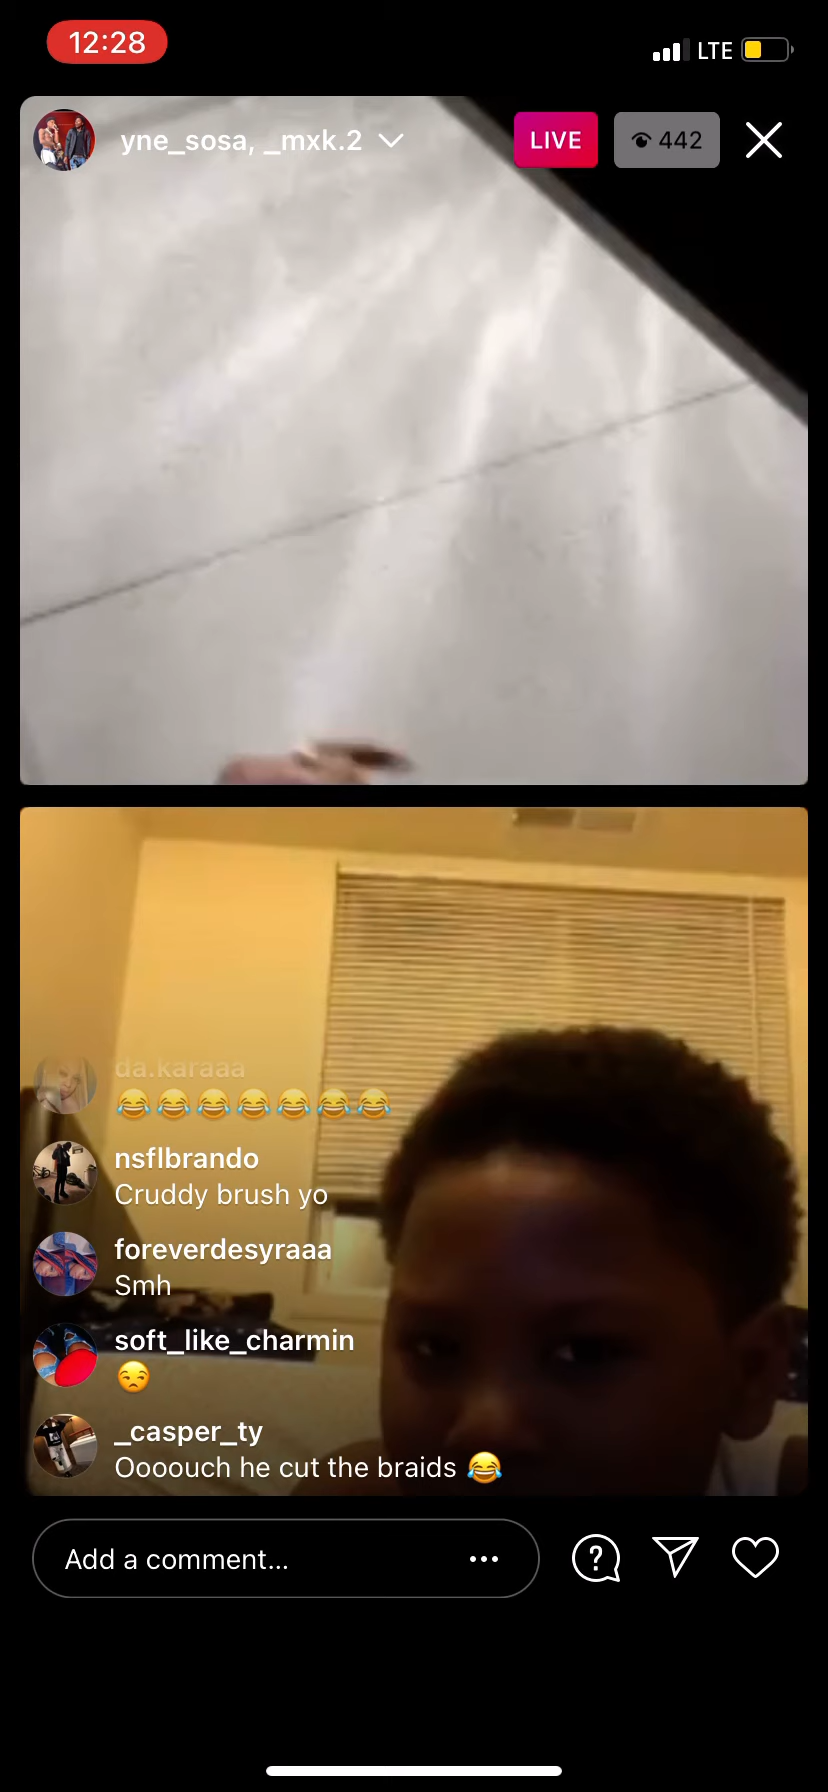 12:28
LTE
yne_sosa, _mxk.2
LIVE
442
da.karaaa
😂😂😂😂😂😂😂
nsflbrando
Cruddy brush yo
foreverdesyraaa
Smh
soft_like_charmin
😒
_casper_ty
Oooouch he cut the braids 😂
Add a comment...